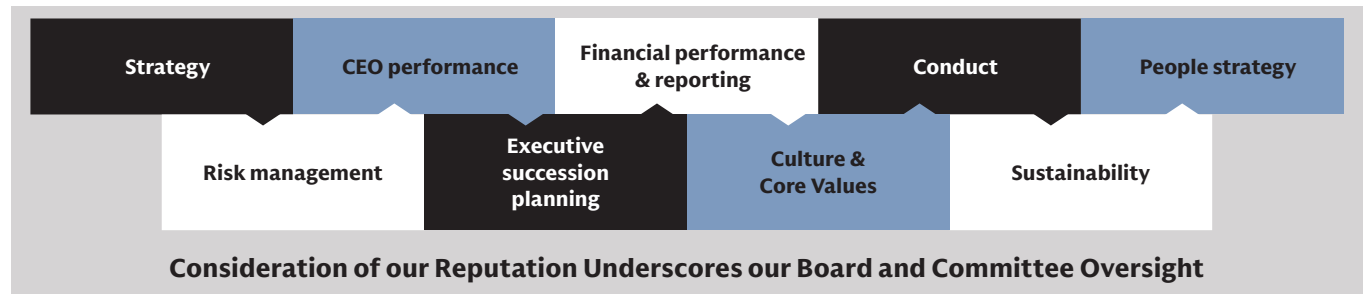 Strategy
CEO performance
Financial performance
& reporting
Conduct
People strategy
Risk management
Executive
succession
planning
Culture &
Core Values
Sustainability
Consideration of our Reputation Underscores our Board and Committee Oversight